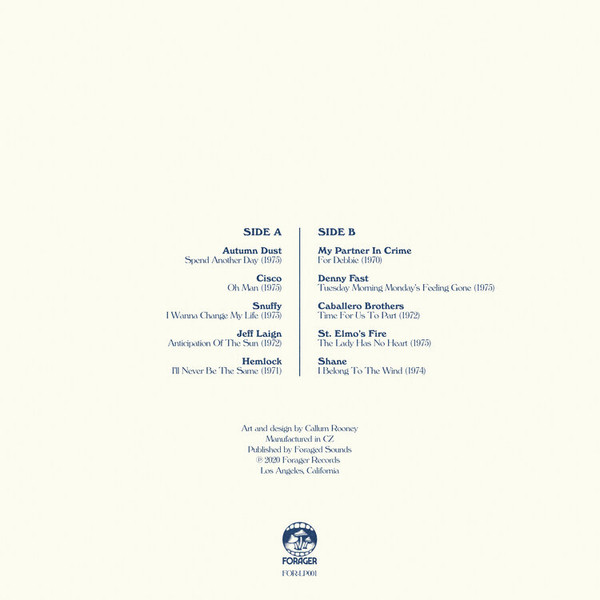 SIDE A
Autumn Dust
Spend Another Day (1975)
Cisco
Oh Man (1975)
Snuffy
I Wanna Change My Life (1975)
Jeff Laign
Anticipation Of The Sun (1972)
Hemlock
I'll Never Be The Same (1971)
SIDE B
My Partner In Crime
For Debbie (1970)
Denny Fast
Tuesday Morning Monday's Feeling Gone (1975)
Caballero Brothers
Time For Us To Part (1972)
St. Elmo's Fire
The Lady Has No Heart (1975)
Shane
I Belong To The Wind (1974)
Art and design by Callum Rooney
Manufactured in CZ
Published by Foraged Sounds
℗ 2020 Forager Records
Los Angeles, California
FORAGER
FOR-LP001